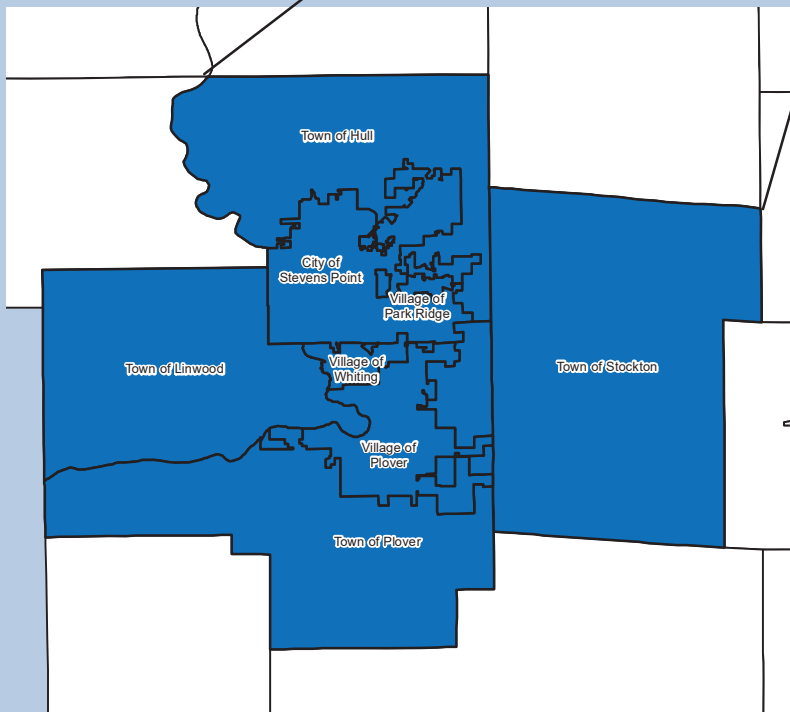 Town of Hull
City of
Stevens Point
Village of
Park Ridge
Town of Linwood
Village of
Whiting
Town of Stockton
Village of
Plover
Town of Plover